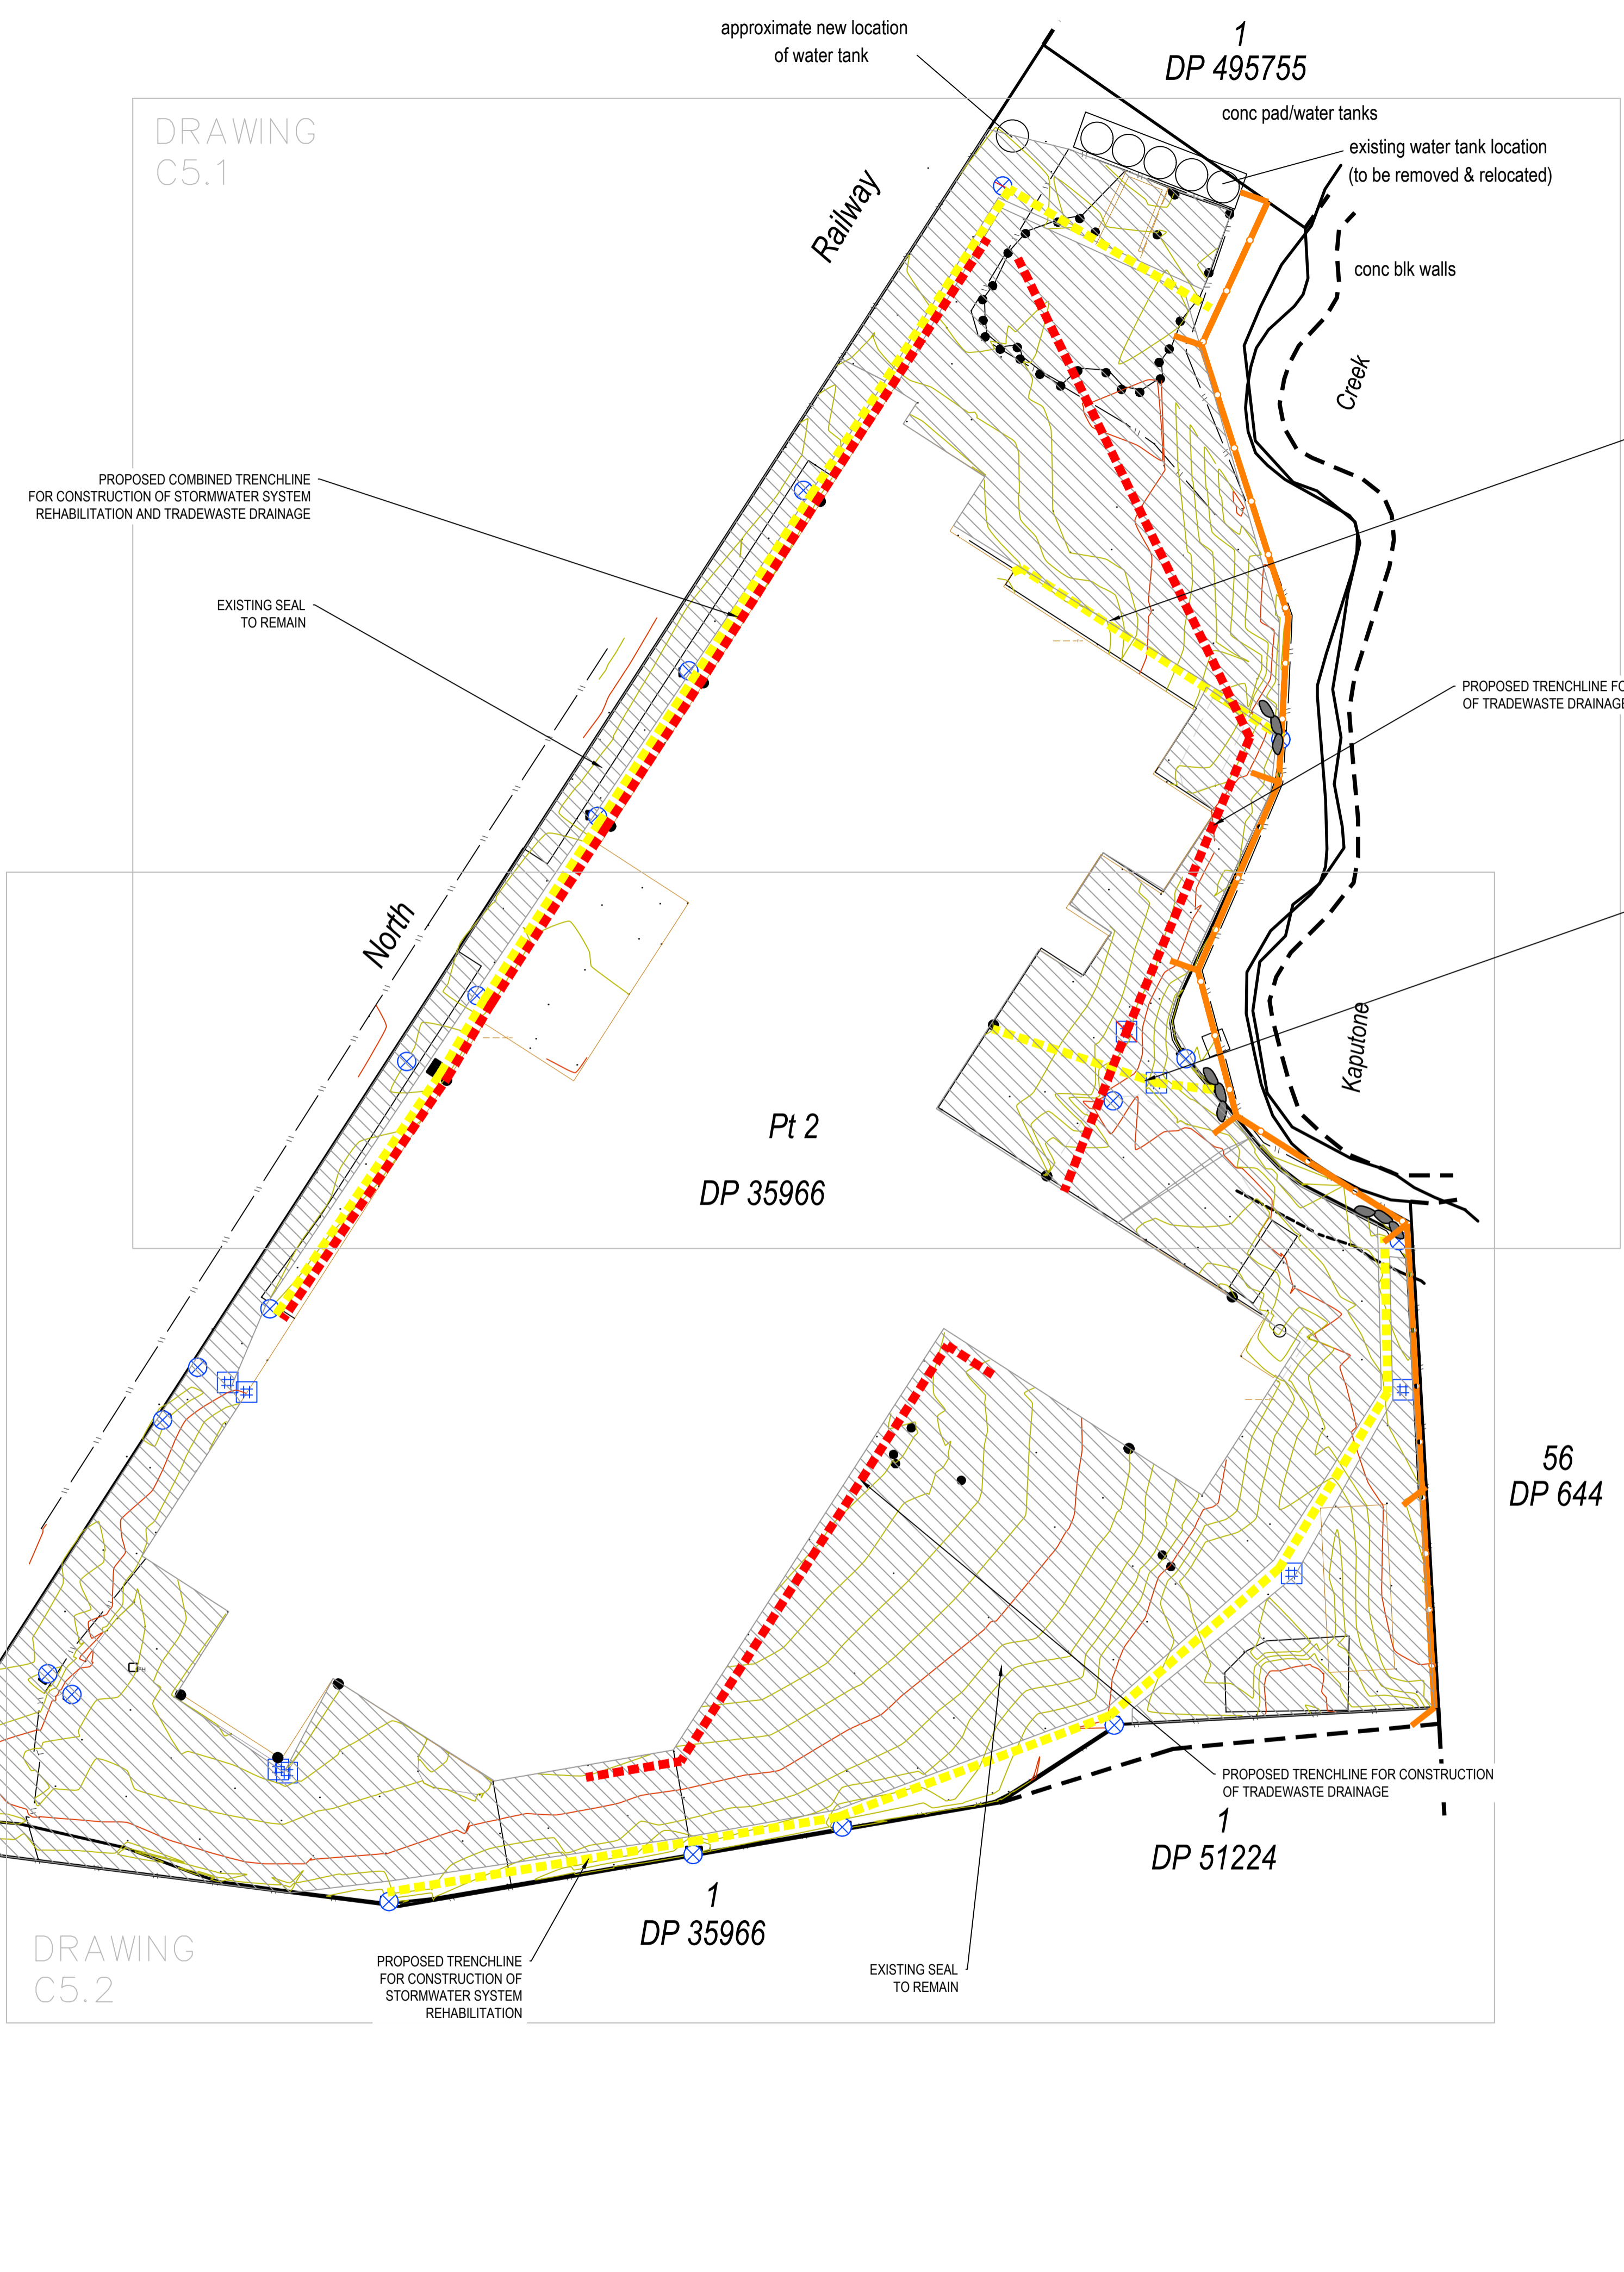 approximate new location
of water tank
1
DP 495755
conc pad/water tanks
existing water tank location
(to be removed & relocated)
DRAWING
C5.1
Railway
conc blk walls
Creek
PROPOSED COMBINED TRENCHLINE
FOR CONSTRUCTION OF STORMWATER SYSTEM
REHABILITATION AND TRADEWASTE DRAINAGE
EXISTING SEAL
TO REMAIN
PROPOSED TRENCHLINE FO
OF TRADEWASTE DRAINAGE
North
Kaputone
Pt 2
DP 35966
56
DP 644
PROPOSED TRENCHLINE FOR CONSTRUCTION
OF TRADEWASTE DRAINAGE
1
DP 51224
1
DP 35966
DRAWING
C5.2
PROPOSED TRENCHLINE
FOR CONSTRUCTION OF
STORMWATER SYSTEM
REHABILITATION
EXISTING SEAL
TO REMAIN